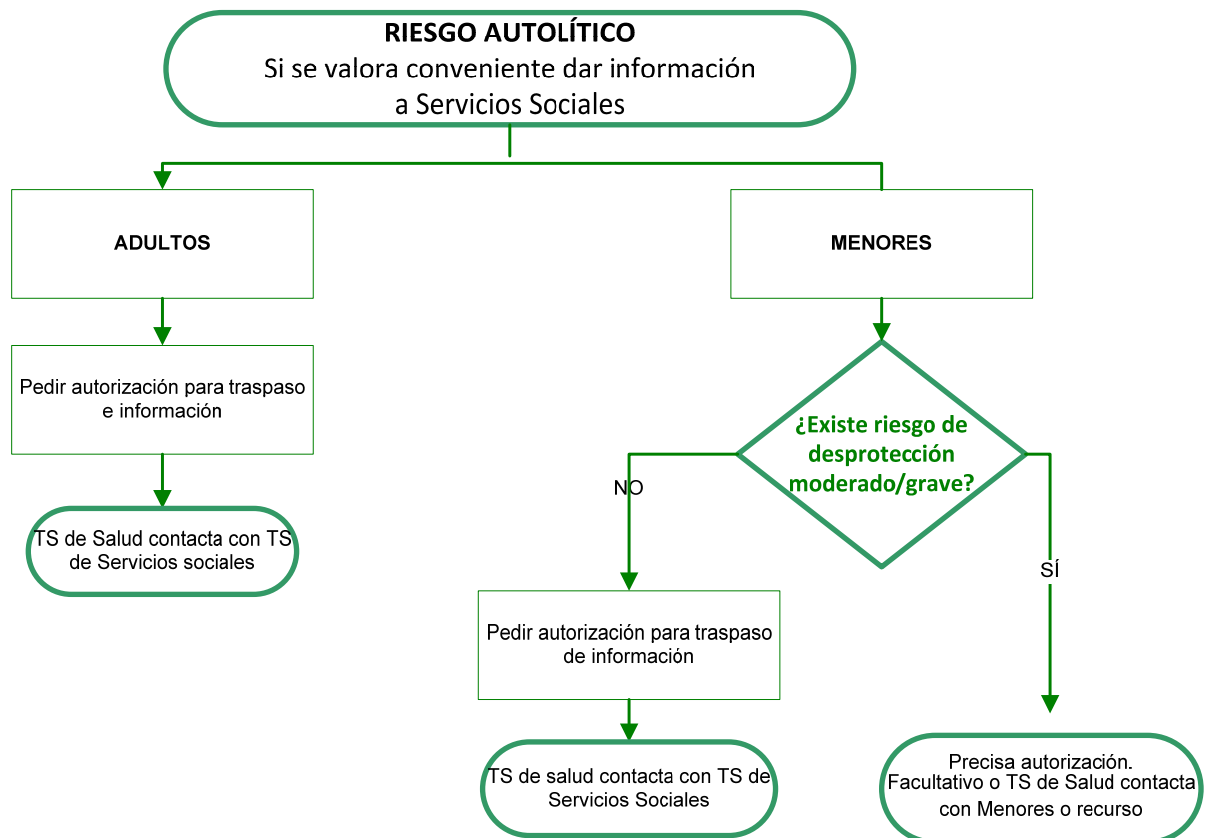 RIESGO AUTOLÍTICO
Si se valora conveniente dar información
a Servicios Sociales
ADULTOS
MENORES
Pedir autorización para traspaso
e información
¿Existe riesgo de
desprotección
moderado/grave?
NO
SÍ
TS de Salud contacta con TS
de Servicios sociales
Pedir autorización para traspaso
de información
TS de salud contacta con TS de
Servicios Sociales
Precisa autorización.
Facultativo o TS de Salud contacta
con Menores o recurso